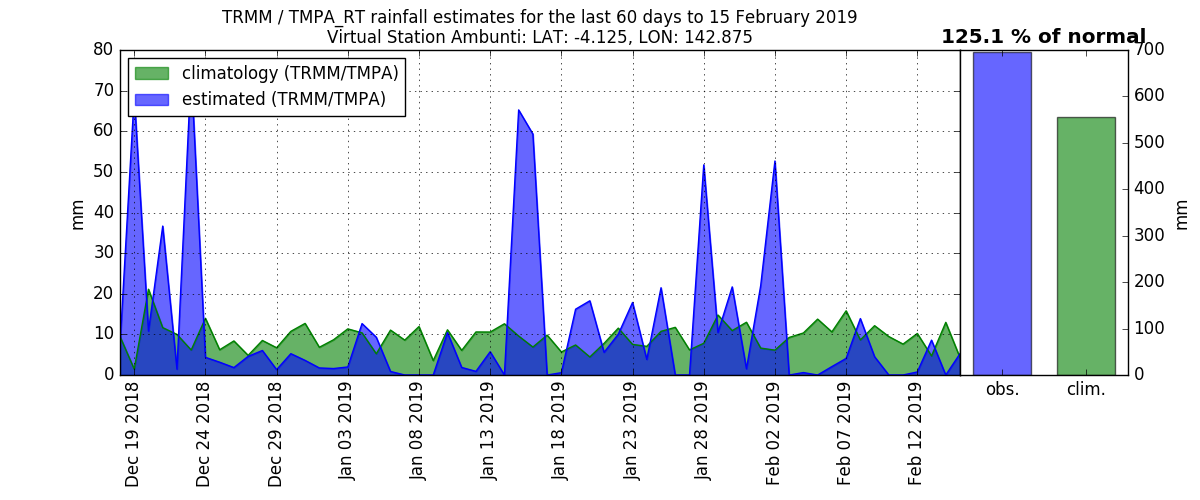 TRMM / TMPA_RT rainfall estimates for the last 60 days to 15 February 2019
Virtual Station Ambunti: LAT: -4.125, LON: 142.875
125.1 % of normal
climatology (TRMM/TMPA)
estimated (TRMM/TMPA)
80
70
60
50
40
30
20
10
0
mm
Dec 19 2018
Dec 24 2018
Dec 29 2018
Jan 03 2019
Jan 08 2019
Jan 13 2019
Jan 18 2019
Jan 23 2019
Jan 28 2019
Feb 02 2019
Feb 07 2019
Feb 12 2019
obs.
clim.
700
600
500
400
300
200
100
0
mm